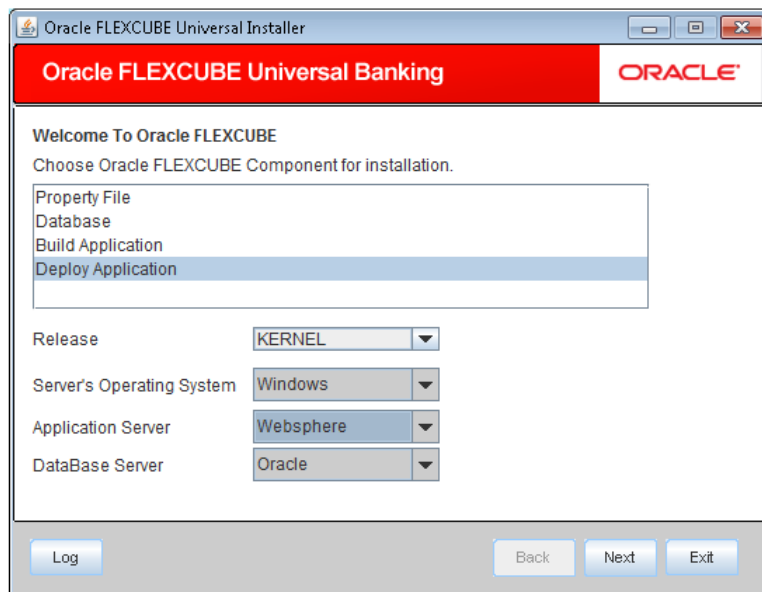 Oracle FLEXCUBE Universal Installer
Oracle FLEXCUBE Universal Banking
ORACLE®
Welcome To Oracle FLEXCUBE
Choose Oracle FLEXCUBE Component for installation.
Property File
Database
Build Application
Deploy Application
Release KERNEL
Server's Operating System Windows
Application Server Websphere
DataBase Server Oracle
Log Back Next Exit